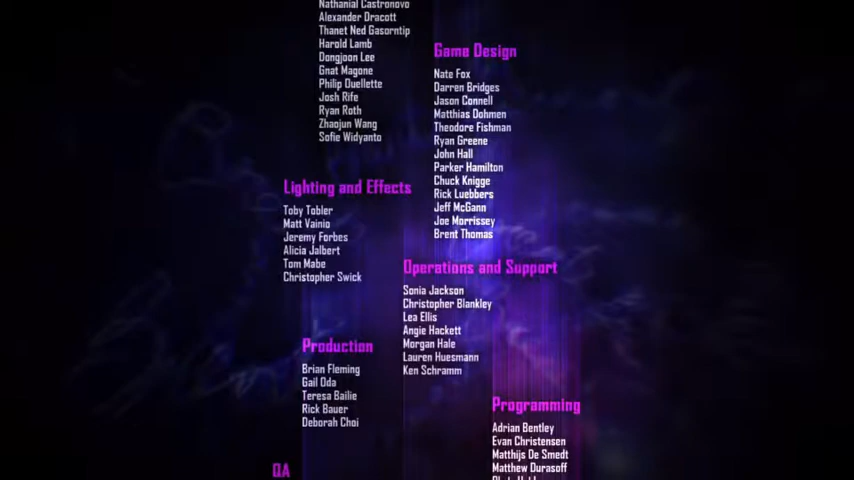 Nathanial Castronovo
Alexander Dracott
Thanet Ned Gasorntip
Harold Lamb
Dongjoon Lee
Gnat Magone
Philip Ouellette
Josh Rife
Ryan Roth
Zhaojun Wang
Sofie Widyanto
Game Design
Nate Fox
Darren Bridges
Jason Connell
Matthias Dohmen
Theodore Fishman
Ryan Greene
John Hall
Parker Hamilton
Chuck Knigge
Rick Luebbers
Jeff McGann
Joe Morrissey
Brent Thomas
Lighting and Effects
Toby Tobler
Matt Vainio
Jeremy Forbes
Alicia Jalbert
Tom Mabe
Christopher Swick
Operations and Support
Sonia Jackson
Christopher Blankley
Lea Ellis
Angie Hackett
Morgan Hale
Lauren Huesmann
Ken Schramm
Production
Brian Fleming
Gail Oda
Teresa Bailie
Rick Bauer
Deborah Choi
Programming
Adrian Bentley
Evan Christensen
Matthijs De Smedt
Matthew Durasoff
QA